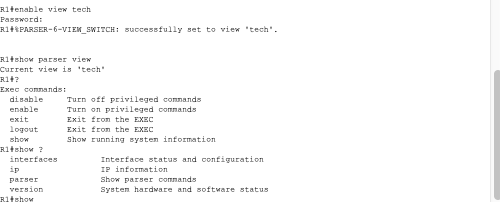 R1#enable view tech
Password:
R1#%PARSER-6-VIEW_SWITCH: successfully set to view 'tech'.
R1#show parser view
Current view is 'tech'
R1#?
Exec commands:
disable Turn off privileged commands
enable Turn on privileged commands
exit Exit from the EXEC
logout Exit from the EXEC
show Show running system information
R1#show ?
interfaces Interface status and configuration
ip IP information
parser Show parser commands
version System hardware and software status
R1#show